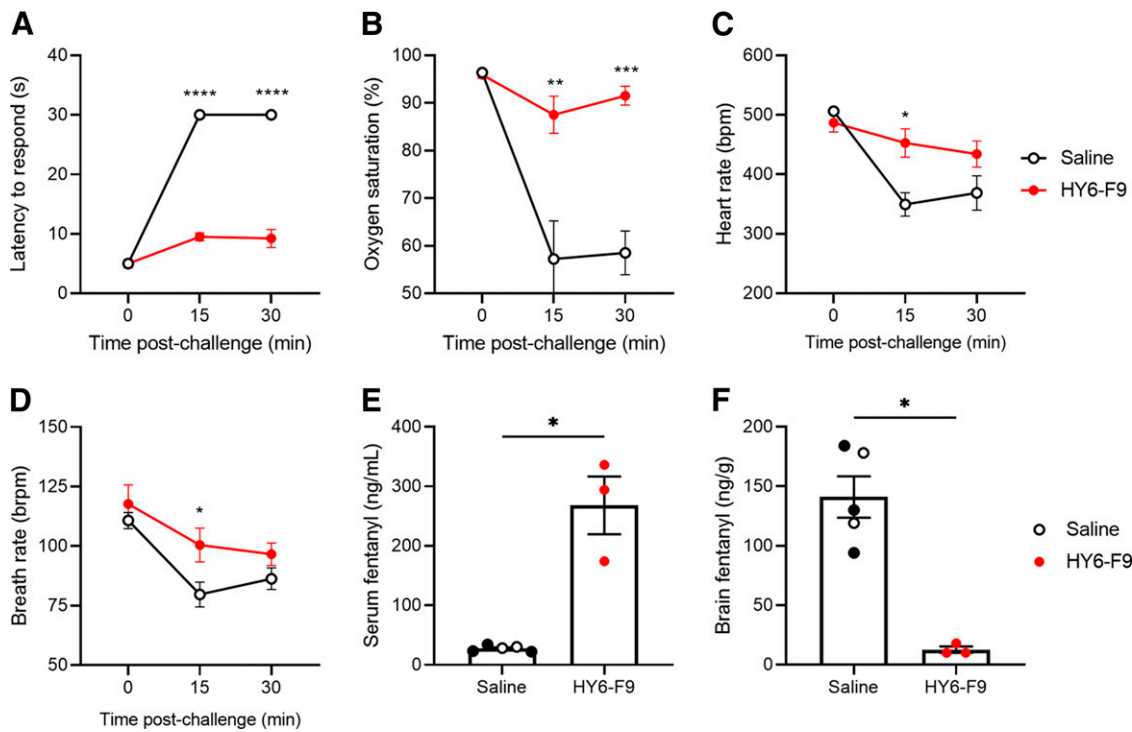 A
Latency to respond (s)
40
30
20
10
0
**** ****
0 15 30
Time post-challenge (min)
B
Oxygen saturation (%)
100
90
80
70
60
50
** ***
0 15 30
Time post-challenge (min)
C
Heart rate (bpm)
600
500
400
300
200
*
0 15 30
Time post-challenge (min)
Saline
HY6-F9
D
Breath rate (brpm)
150
125
100
75
50
*
0 15 30
Time post-challenge (min)
E
Serum fentanyl (ng/mL)
400
300
200
100
0
*
Saline HY6-F9
F
Brain fentanyl (ng/g)
200
150
100
50
0
*
Saline HY6-F9
Saline
HY6-F9